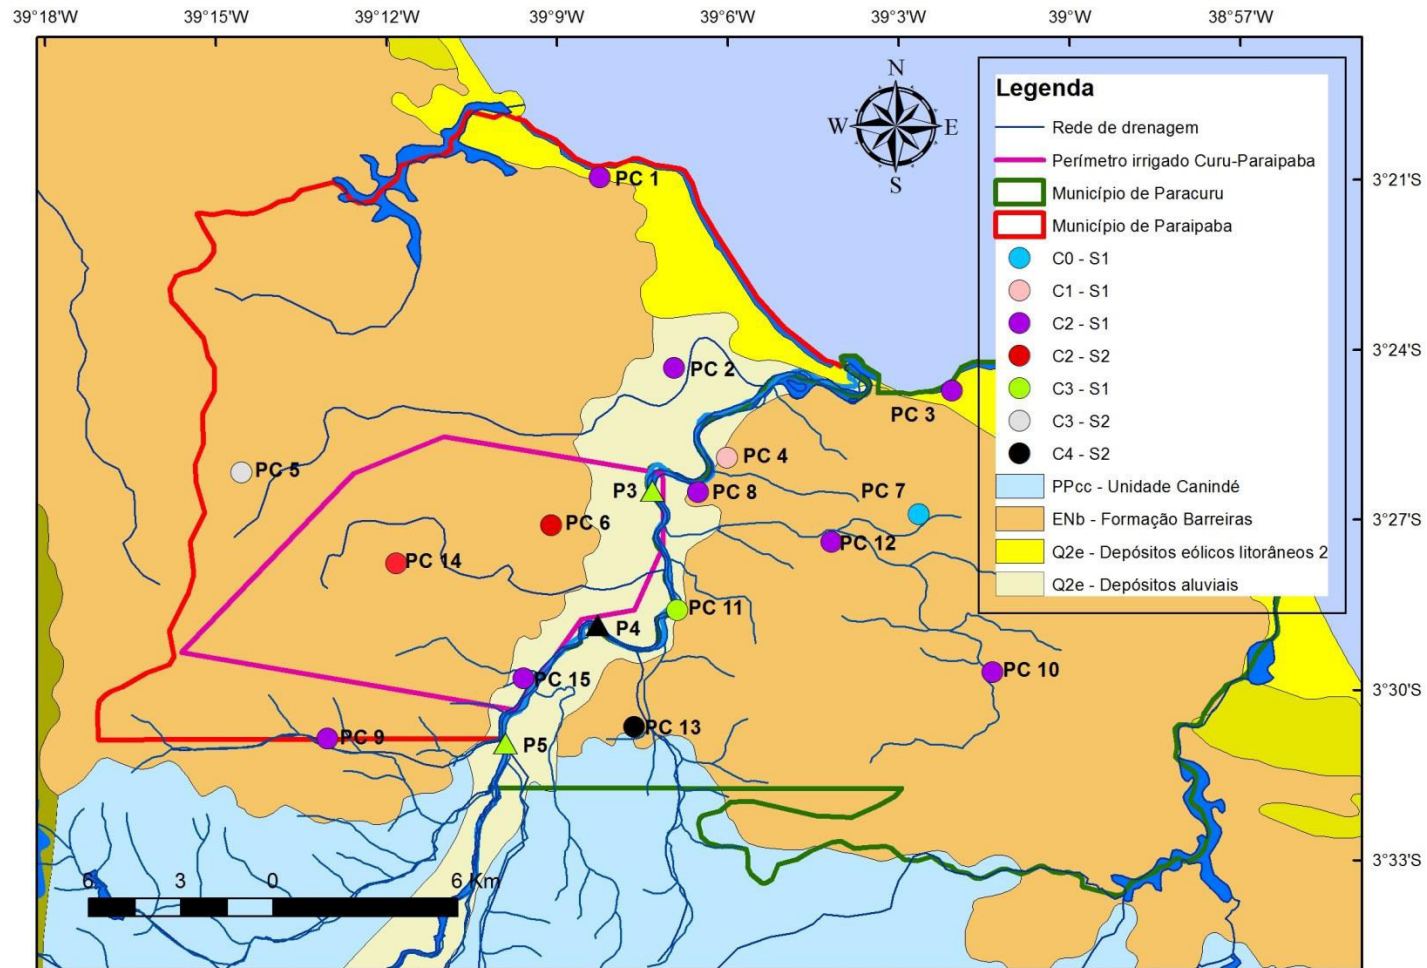 39°18'W 39°15'W 39°12'W 39°9'W 39°6'W 39°3'W 39°W 38°57'W
N
W E
S
Legenda
Rede de drenagem
Perímetro irrigado Curu-Paraipaba
Município de Paracuru
Município de Paraipaba
C0 - S1
C1 - S1
C2 - S1
C2 - S2
C3 - S1
C3 - S2
C4 - S2
PPcc - Unidade Canindé
ENb - Formação Barreiras
Q2e - Depósitos eólicos litorâneos 2
Q2e - Depósitos aluviais
3°21'S
3°24'S
3°27'S
3°30'S
3°33'S
PC 1
PC 2
PC 3
PC 4
PC 5
P3
PC 8
PC 7
PC 6
PC 12
PC 14
PC 11
P4
PC 15
PC 10
PC 13
PC 9
P5
6 3 0 6 Km